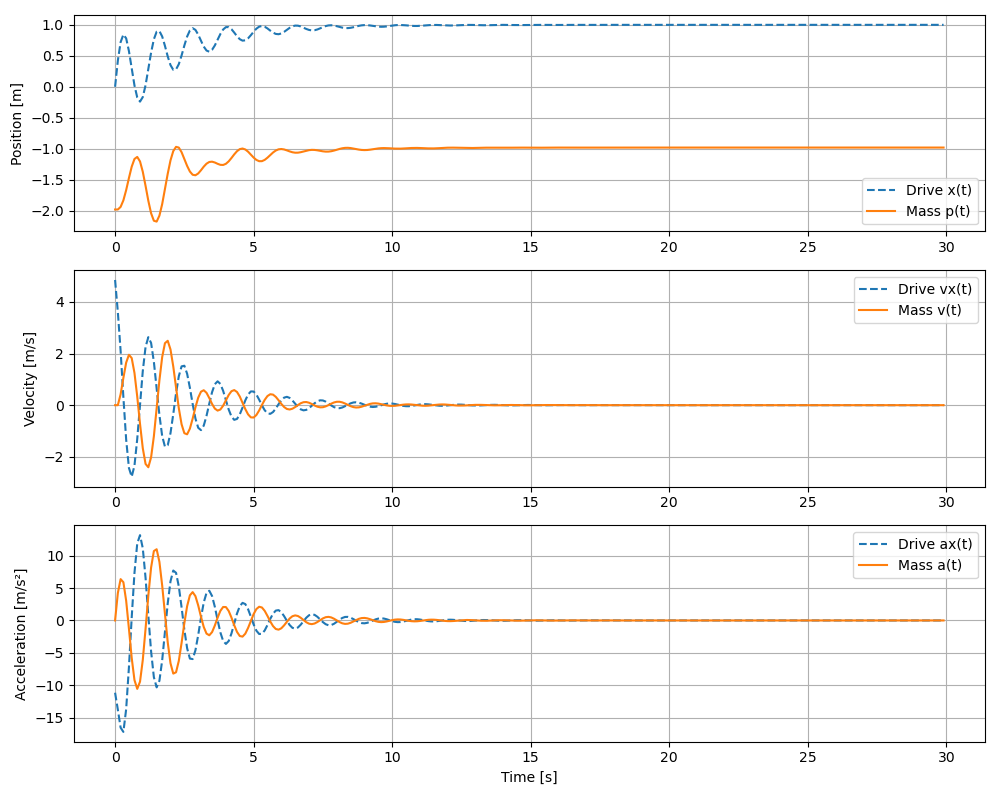 1.0
0.5
0.0
−0.5
−1.0
−1.5
−2.0
Position [m]
Drive x(t)
Mass p(t)
0 5 10 15 20 25 30
4
2
0
−2
Velocity [m/s]
Drive vx(t)
Mass v(t)
0 5 10 15 20 25 30
10
5
0
−5
−10
−15
Acceleration [m/s²]
Drive ax(t)
Mass a(t)
0 5 10 15 20 25 30
Time [s]